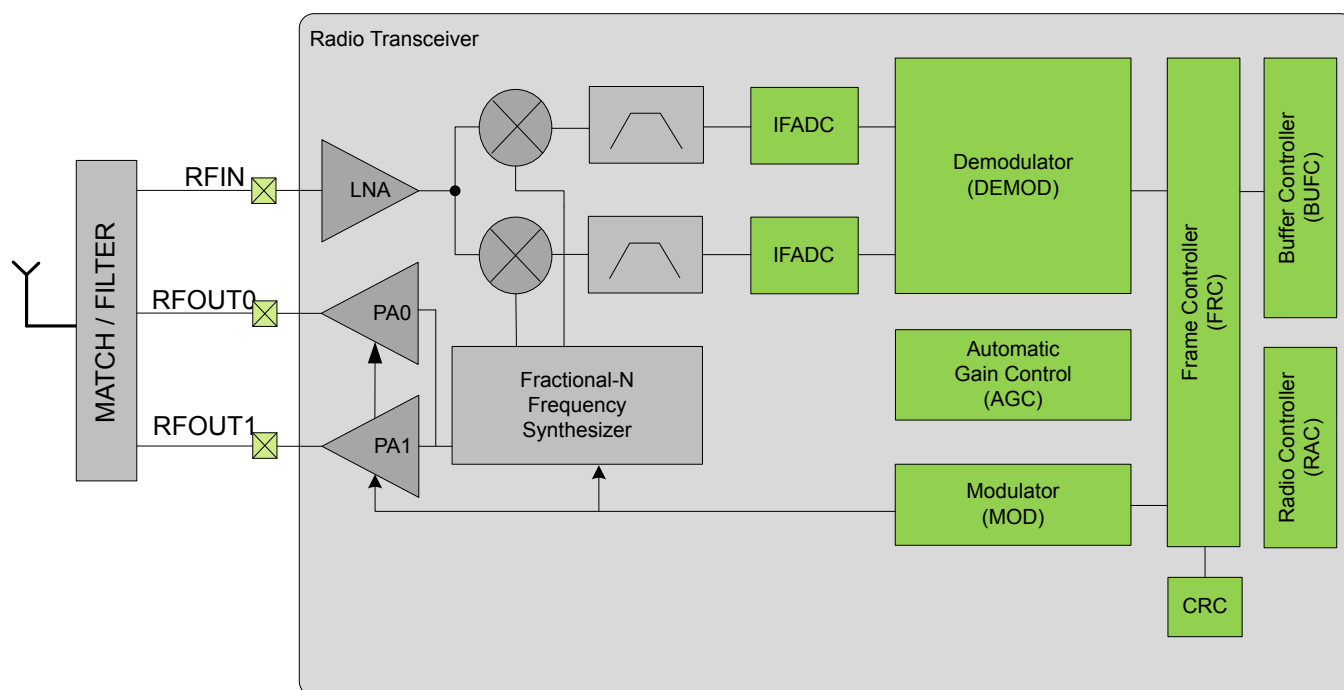 Radio Transceiver
MATCH / FILTER
RFIN
RFOUT0
RFOUT1
LNA
PA0
PA1
Fractional-N
Frequency
Synthesizer
IFADC
IFADC
Demodulator
(DEMOD)
Automatic
Gain Control
(AGC)
Modulator
(MOD)
Frame Controller
(FRC)
CRC
Buffer Controller
(BUFC)
Radio Controller
(RAC)